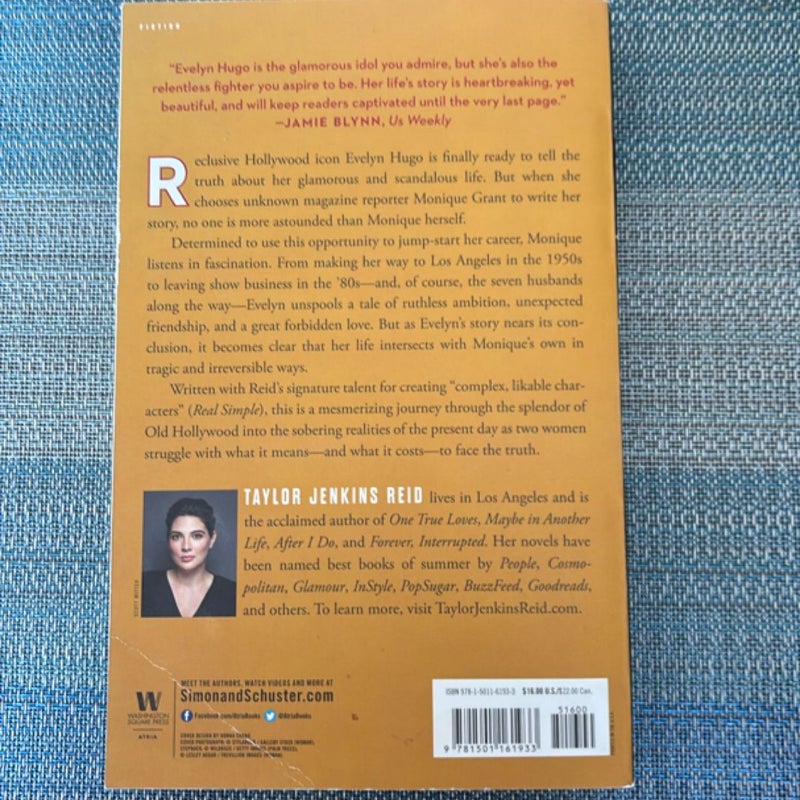 FICTION
“Evelyn Hugo is the glamorous idol you admire, but she’s also the
relentless fighter you aspire to be. Her life’s story is heartbreaking, yet
beautiful, and will keep readers captivated until the very last page.”
—JAMIE BLYNN, Us Weekly
Reclusive Hollywood icon Evelyn Hugo is finally ready to tell the
truth about her glamorous and scandalous life. But when she
chooses unknown magazine reporter Monique Grant to write her
story, no one is more astounded than Monique herself.
Determined to use this opportunity to jump-start her career, Monique
listens in fascination. From making her way to Los Angeles in the 1950s
to leaving show business in the ’80s—and, of course, the seven husbands
along the way—Evelyn unspools a tale of ruthless ambition, unexpected
friendship, and a great forbidden love. But as Evelyn’s story nears its con-
clusion, it becomes clear that her life intersects with Monique’s own in
tragic and irreversible ways.
Written with Reid’s signature talent for creating “complex, likable char-
acters” (Real Simple), this is a mesmerizing journey through the splendor of
Old Hollywood into the sobering realities of the present day as two women
struggle with what it means—and what it costs—to face the truth.
TAYLOR JENKINS REID lives in Los Angeles and is
the acclaimed author of One True Loves, Maybe in Another
Life, After I Do, and Forever, Interrupted. Her novels have
been named best books of summer by People, Cosmo-
politan, Glamour, InStyle, PopSugar, BuzzFeed, Goodreads,
and others. To learn more, visit TaylorJenkinsReid.com.
MEET THE AUTHORS, WATCH VIDEOS AND MORE AT
SimonandSchuster.com
Facebook.com/AtriaBooks @AtriaBooks
W
WASHINGTON
SQUARE PRESS
ATRIA
COVER DESIGN BY DONNA CHENG
ISBN 978-1-5011-6193-3 $16.00 U.S./$22.00 Can.
51600
9 781501 161933